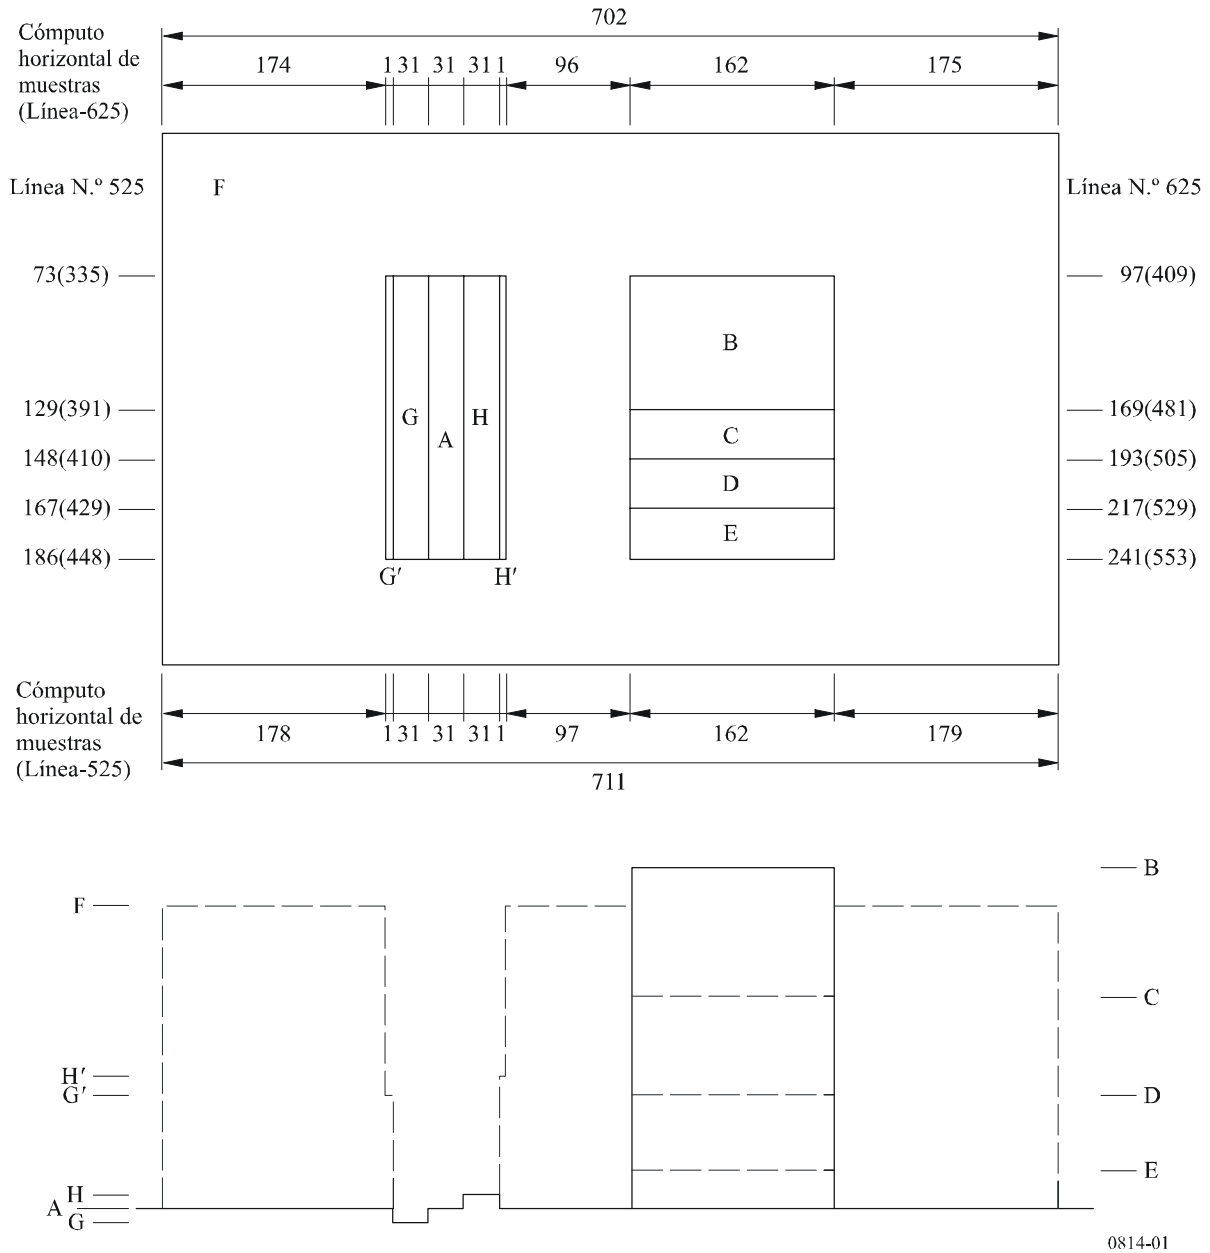 702
Cómputo
horizontal de
muestras
(Línea-625)
174 1 31 31 31 1 96 162 175
Línea N.º 525 F Línea N.º 625
73(335) 97(409)
B
129(391) G H 169(481)
A C
148(410) 193(505)
D
167(429) 217(529)
E
186(448) 241(553)
G′ H′
Cómputo
horizontal de
muestras
(Línea-525)
178 1 31 31 31 1 97 162 179
711
B
F
C
H′
G′ D
E
H
A
G
0814-01